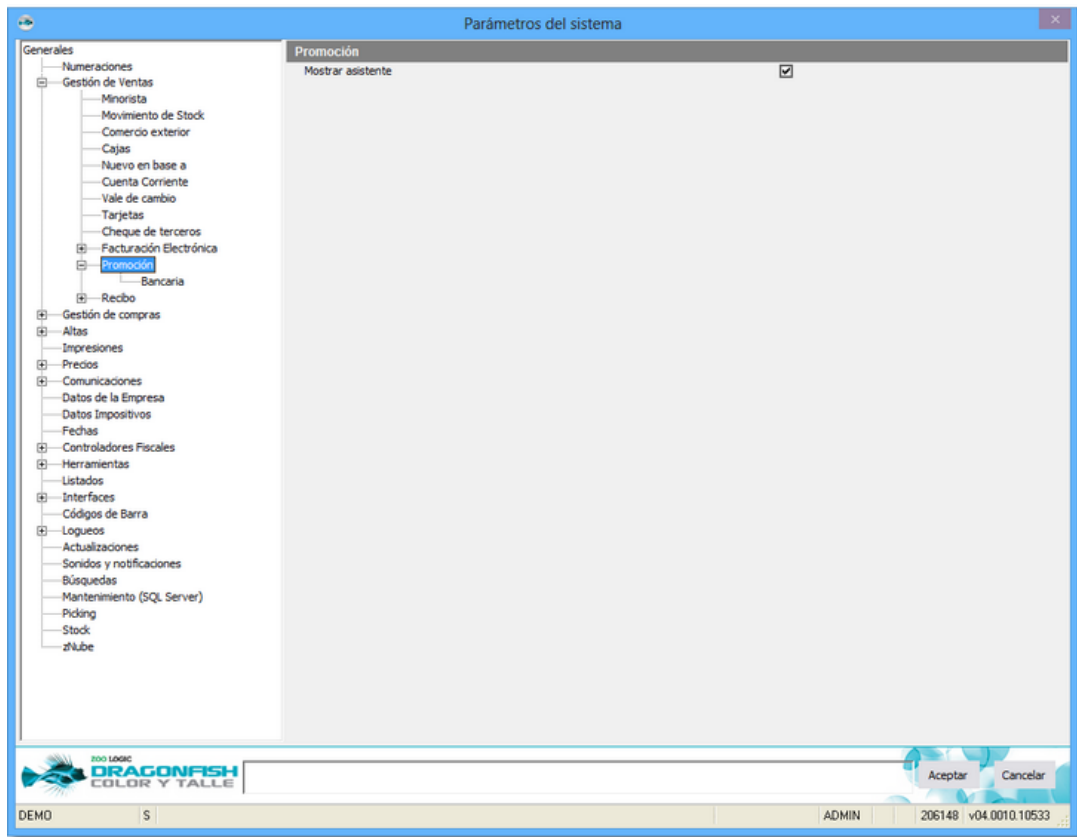 Parámetros del sistema
Generales
Numeraciones
Gestión de Ventas
Minorista
Movimiento de Stock
Comercio exterior
Cajas
Nuevo en base a
Cuenta Corriente
Vale de cambio
Tarjetas
Cheque de terceros
Facturación Electrónica
Promoción
Bancaria
Recibo
Gestión de compras
Altas
Impresiones
Precios
Comunicaciones
Datos de la Empresa
Datos Impositivos
Fechas
Controladores Fiscales
Herramientas
Listados
Interfaces
Códigos de Barra
Logueos
Actualizaciones
Sonidos y notificaciones
Búsquedas
Mantenimiento (SQL Server)
Picking
Stock
zNube
Promoción
Mostrar asistente
ZOO LOGIC
DRAGONFISH
COLOR Y TALLE
Aceptar Cancelar
DEMO S ADMIN 206148 v04.0010.10533